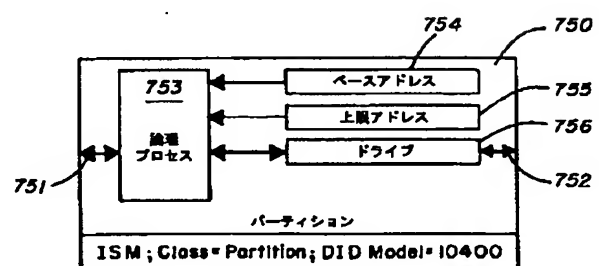 754
750
753
ベースアドレス
755
上限アドレス
756
論理
プロセス
ドライブ
751
752
パーティション
ISM; Class=Partition; DID Model=10400